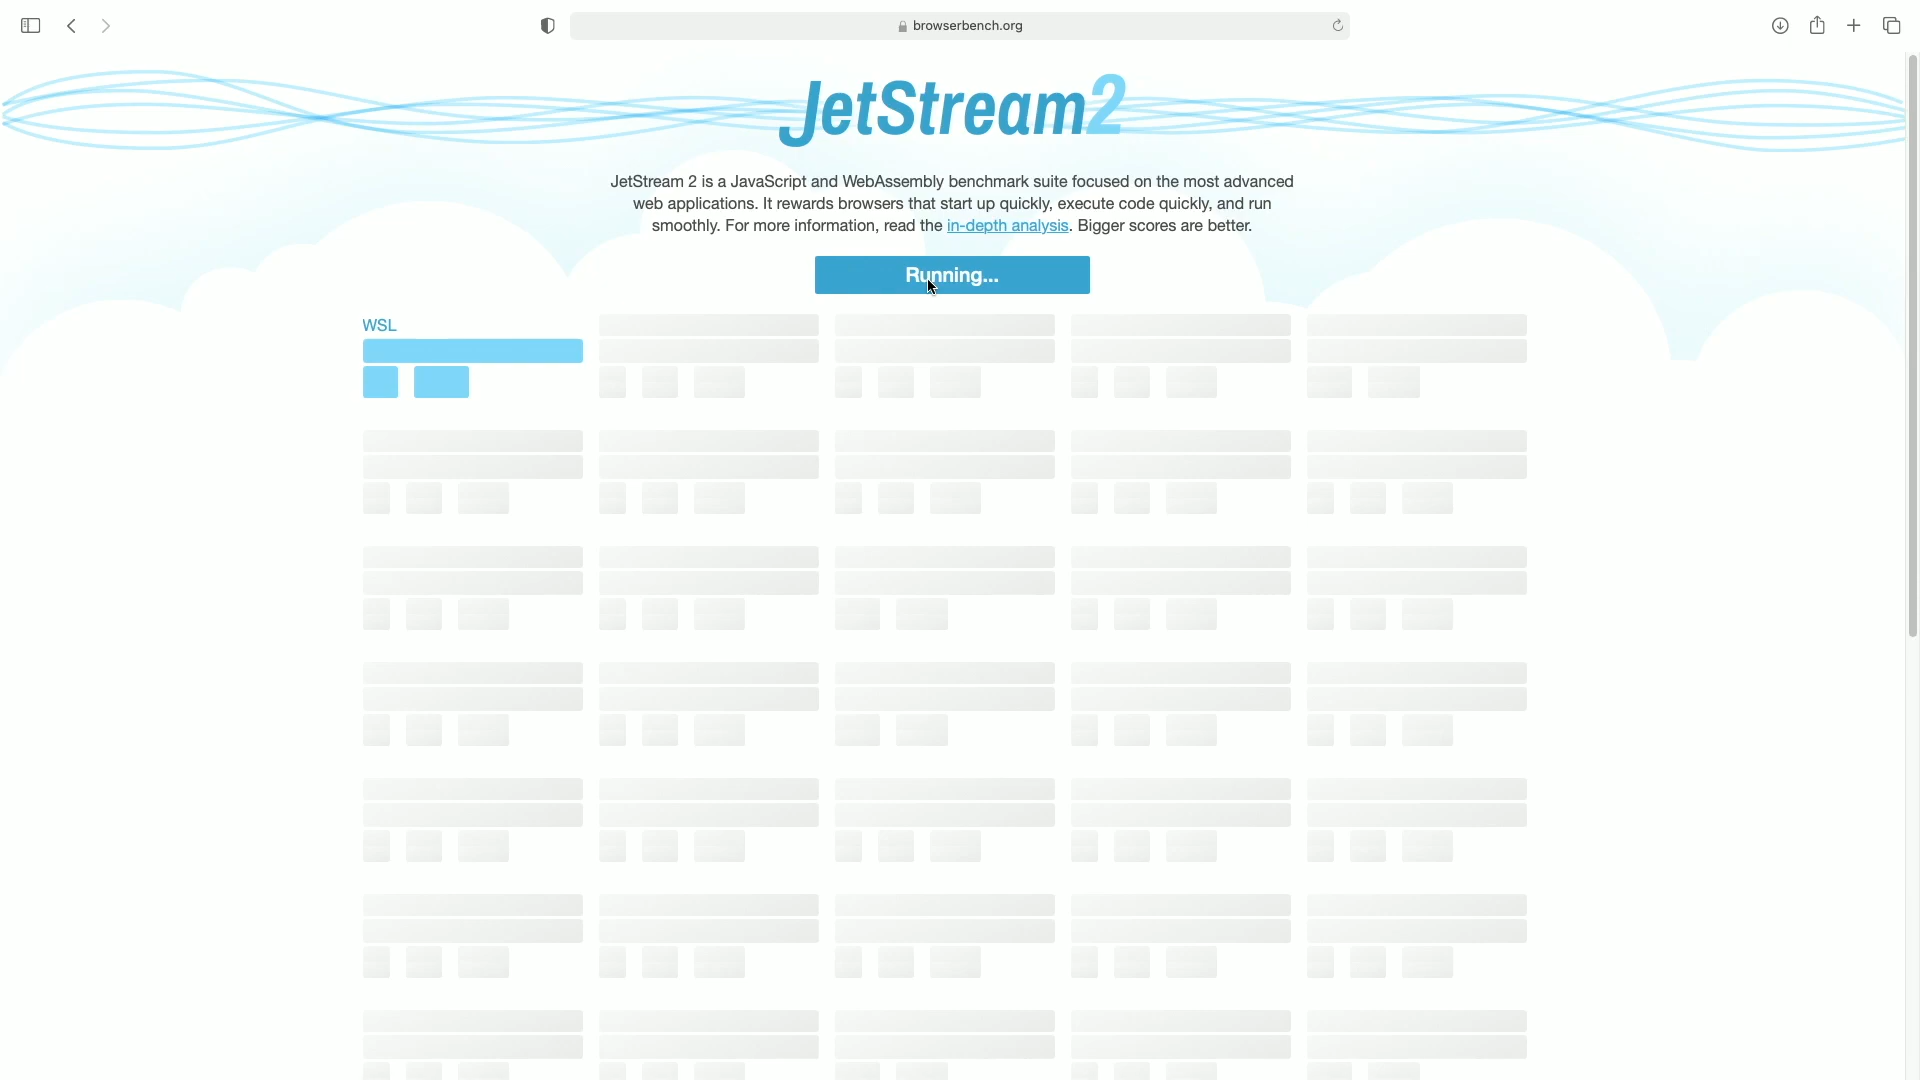 browserbench.org
JetStream2
JetStream 2 is a JavaScript and WebAssembly benchmark suite focused on the most advanced
web applications. It rewards browsers that start up quickly, execute code quickly, and run
smoothly. For more information, read the in-depth analysis. Bigger scores are better.
Running...
WSL